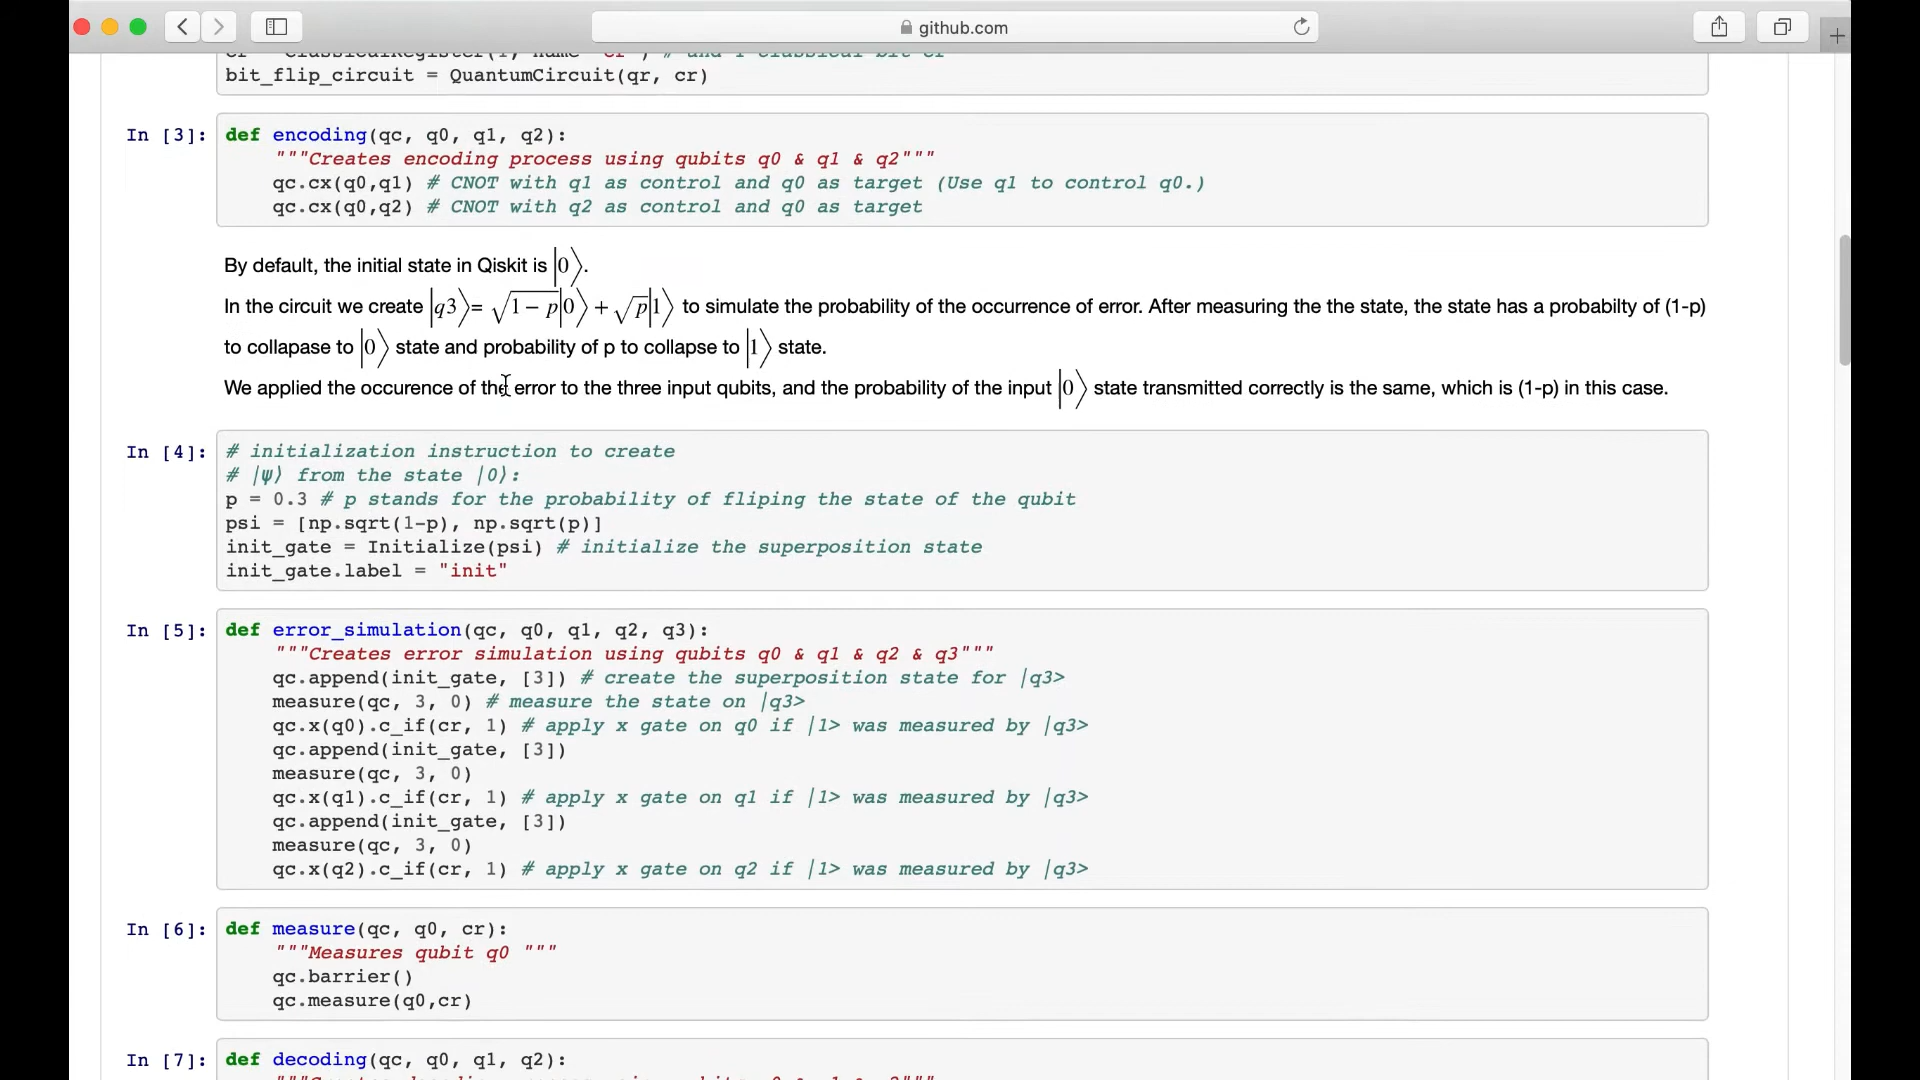 github.com
bit_flip_circuit = QuantumCircuit(qr, cr)
In [3]:
def encoding(qc, q0, q1, q2):
"""Creates encoding process using qubits q0 & q1 & q2"""
qc.cx(q0,q1) # CNOT with q1 as control and q0 as target (Use q1 to control q0.)
qc.cx(q0,q2) # CNOT with q2 as control and q0 as target
By default, the initial state in Qiskit is |0⟩.
In the circuit we create |q3⟩= √1 − p|0⟩ + √p|1⟩ to simulate the probability of the occurrence of error. After measuring the the state, the state has a probabilty of (1-p)
to collapase to |0⟩ state and probability of p to collapse to |1⟩ state.
We applied the occurence of the error to the three input qubits, and the probability of the input |0⟩ state transmitted correctly is the same, which is (1-p) in this case.
In [4]:
# initialization instruction to create
# |ψ⟩ from the state |0⟩:
p = 0.3 # p stands for the probability of fliping the state of the qubit
psi = [np.sqrt(1-p), np.sqrt(p)]
init_gate = Initialize(psi) # initialize the superposition state
init_gate.label = "init"
In [5]:
def error_simulation(qc, q0, q1, q2, q3):
"""Creates error simulation using qubits q0 & q1 & q2 & q3"""
qc.append(init_gate, [3]) # create the superposition state for |q3>
measure(qc, 3, 0) # measure the state on |q3>
qc.x(q0).c_if(cr, 1) # apply x gate on q0 if |1> was measured by |q3>
qc.append(init_gate, [3])
measure(qc, 3, 0)
qc.x(q1).c_if(cr, 1) # apply x gate on q1 if |1> was measured by |q3>
qc.append(init_gate, [3])
measure(qc, 3, 0)
qc.x(q2).c_if(cr, 1) # apply x gate on q2 if |1> was measured by |q3>
In [6]:
def measure(qc, q0, cr):
"""Measures qubit q0 """
qc.barrier()
qc.measure(q0,cr)
In [7]:
def decoding(qc, q0, q1, q2):